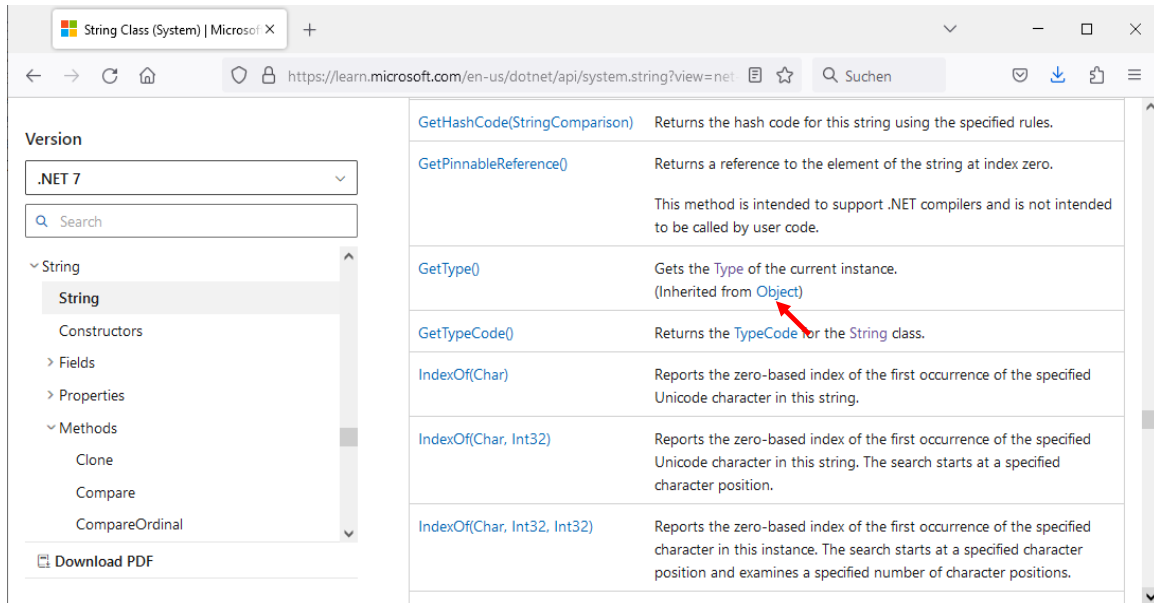 String Class (System) | Microsof
https://learn.microsoft.com/en-us/dotnet/api/system.string?view=net-
Suchen
Version
.NET 7
Search
String
String
Constructors
Fields
Properties
Methods
Clone
Compare
CompareOrdinal
Download PDF
GetHashCode(StringComparison)
Returns the hash code for this string using the specified rules.
GetPinnableReference()
Returns a reference to the element of the string at index zero.
This method is intended to support .NET compilers and is not intended
to be called by user code.
GetType()
Gets the Type of the current instance.
(Inherited from Object)
GetTypeCode()
Returns the TypeCode for the String class.
IndexOf(Char)
Reports the zero-based index of the first occurrence of the specified
Unicode character in this string.
IndexOf(Char, Int32)
Reports the zero-based index of the first occurrence of the specified
Unicode character in this string. The search starts at a specified
character position.
IndexOf(Char, Int32, Int32)
Reports the zero-based index of the first occurrence of the specified
character in this instance. The search starts at a specified character
position and examines a specified number of character positions.